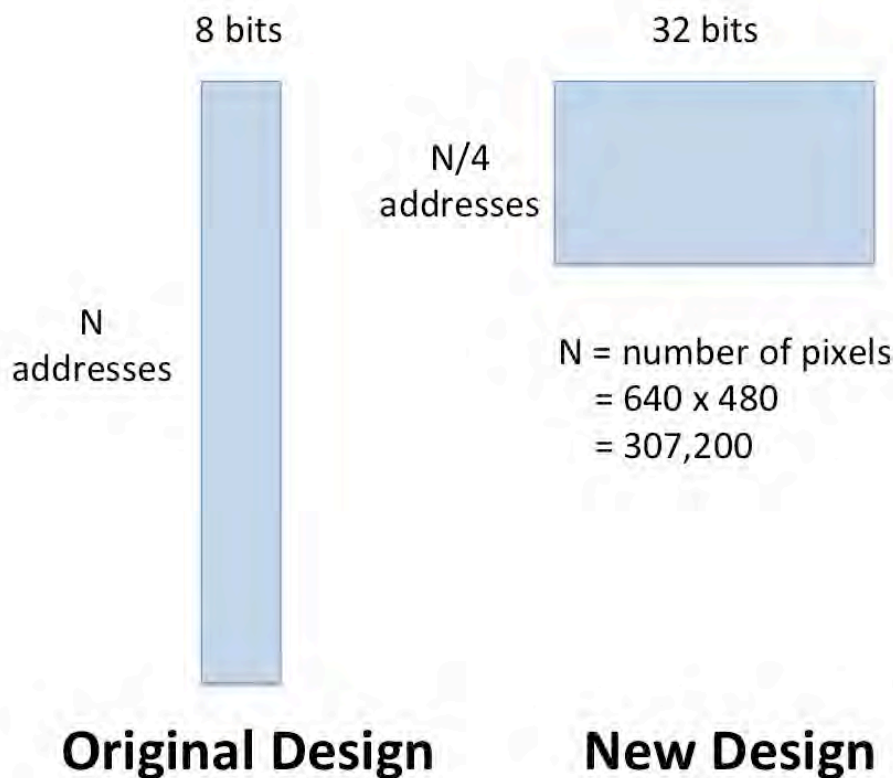 8 bits
32 bits
N
addresses
N/4
addresses
N = number of pixels
= 640 x 480
= 307,200
Original Design
New Design